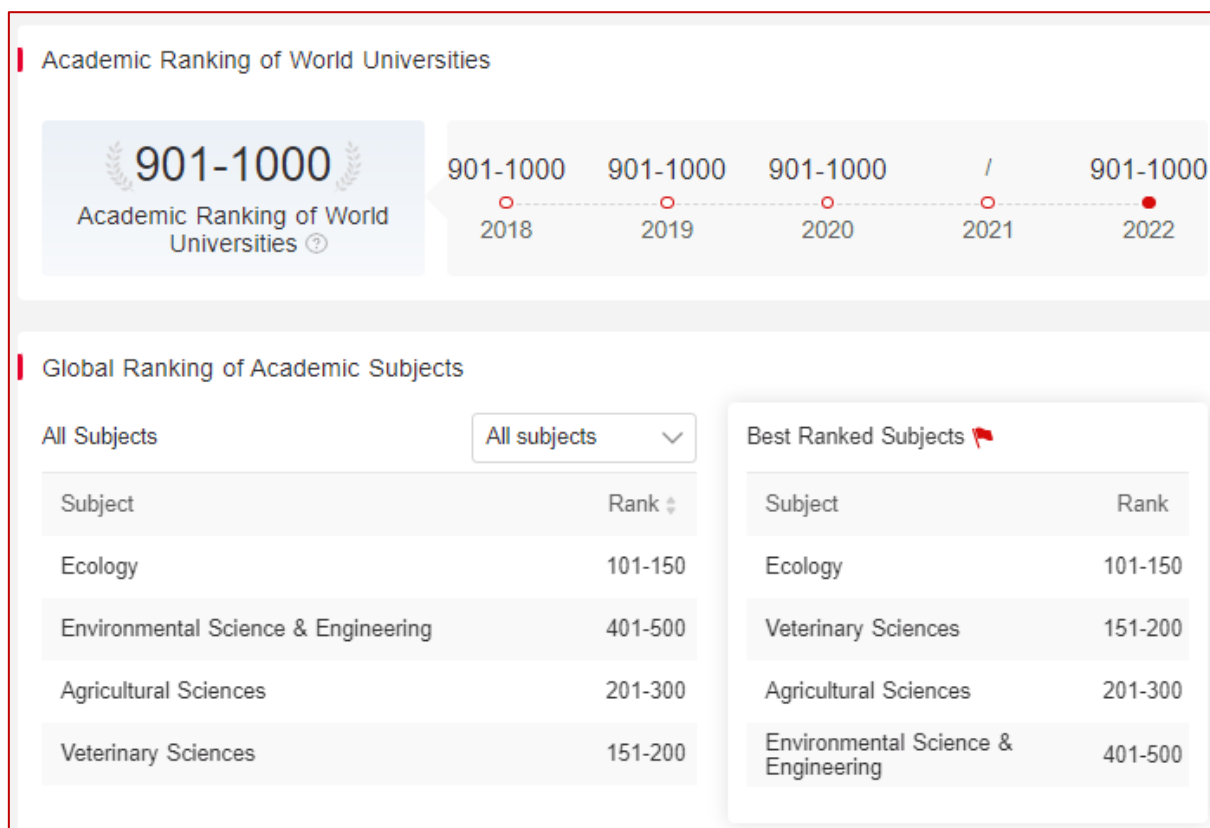 Academic Ranking of World Universities
901-1000
Academic Ranking of World
Universities ?
901-1000 901-1000 901-1000 / 901-1000
2018 2019 2020 2021 2022
Global Ranking of Academic Subjects
All Subjects All subjects
Subject Rank
Ecology 101-150
Environmental Science & Engineering 401-500
Agricultural Sciences 201-300
Veterinary Sciences 151-200
Best Ranked Subjects
Subject Rank
Ecology 101-150
Veterinary Sciences 151-200
Agricultural Sciences 201-300
Environmental Science &
Engineering 401-500